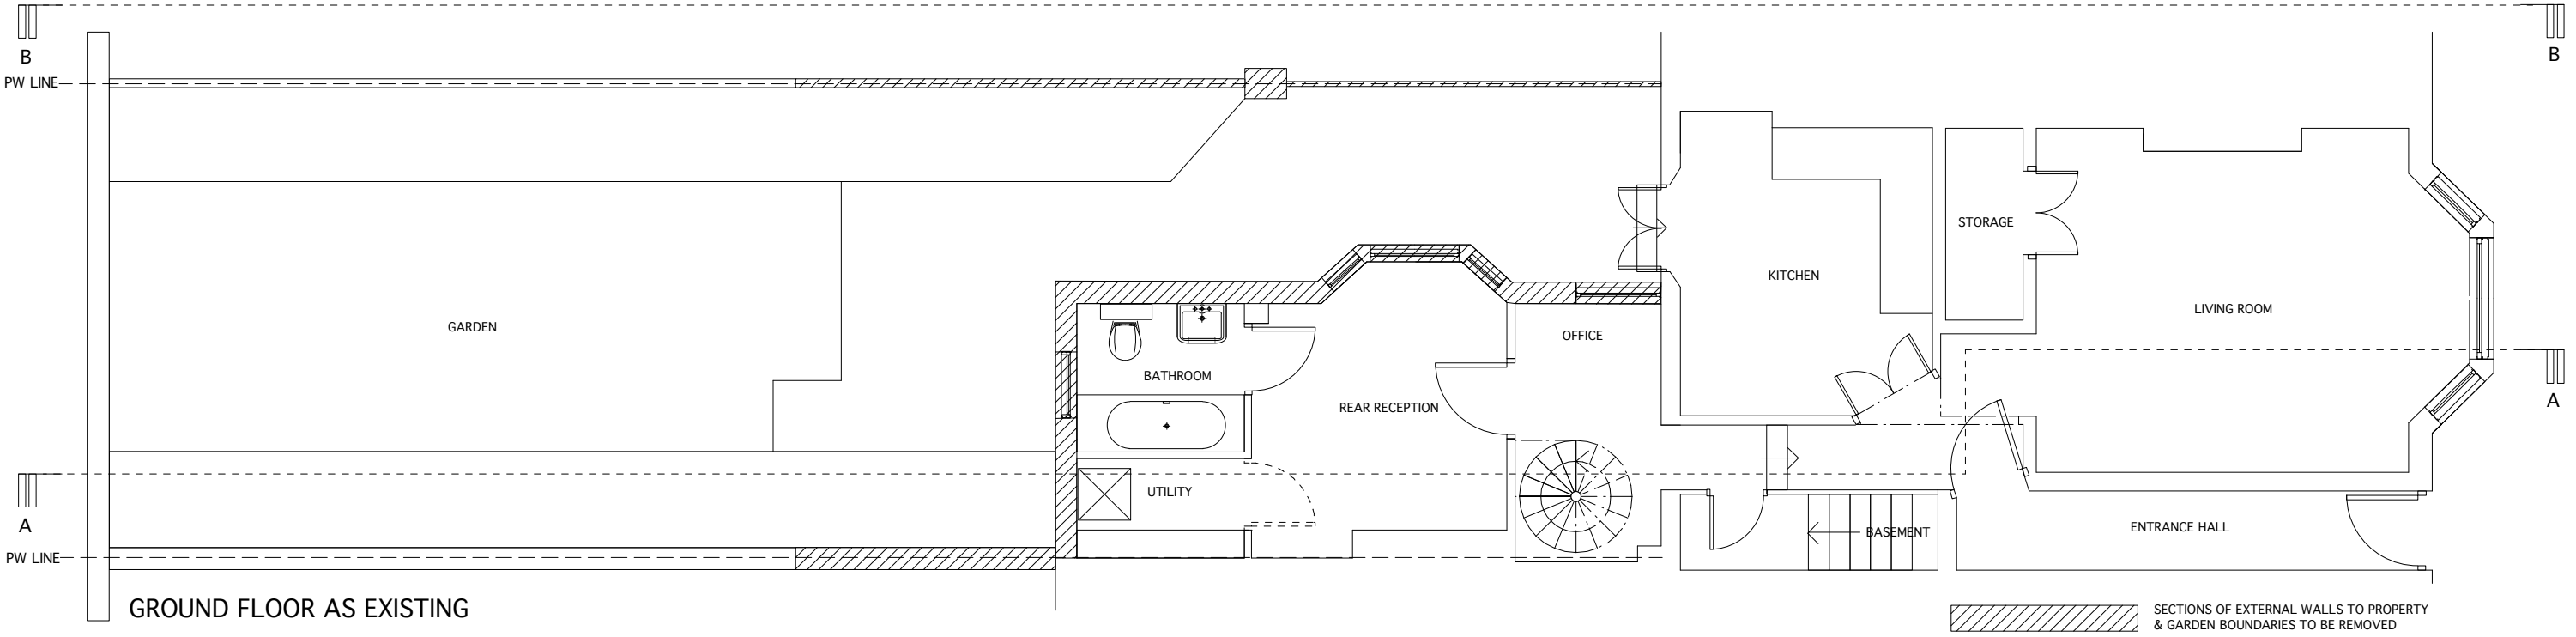 B
B
PW LINE
STORAGE
KITCHEN
LIVING ROOM
GARDEN
OFFICE
BATHROOM
REAR RECEPTION
A
UTILITY
A
ENTRANCE HALL
BASEMENT
PW LINE
GROUND FLOOR AS EXISTING
SECTIONS OF EXTERNAL WALLS TO PROPERTY
& GARDEN BOUNDARIES TO BE REMOVED